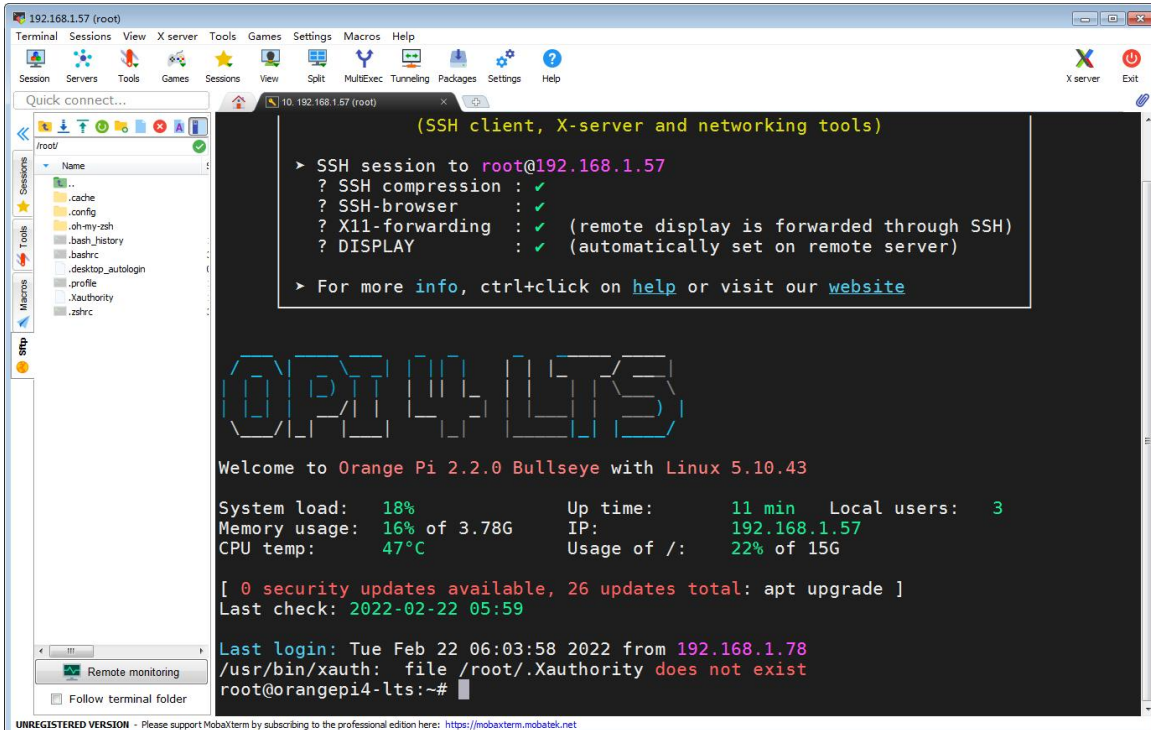 192.168.1.57 (root)
Terminal Sessions View X server Tools Games Settings Macros Help
Session Servers Tools Games Sessions View Split MultiExec Tunneling Packages Settings Help X server Exit
Quick connect...
10. 192.168.1.57 (root)
/root/
Name
..
.cache
.config
.oh-my-zsh
.bash_history
.bashrc
.desktop_autologin
.profile
.Xauthority
.zshrc
Sessions
Tools
Macros
Sftp
(SSH client, X-server and networking tools)
➤ SSH session to root@192.168.1.57
? SSH compression : ✔
? SSH-browser : ✔
? X11-forwarding : ✔ (remote display is forwarded through SSH)
? DISPLAY : ✔ (automatically set on remote server)
➤ For more info, ctrl+click on help or visit our website
OPI 4 LTS
Welcome to Orange Pi 2.2.0 Bullseye with Linux 5.10.43
System load: 18% Up time: 11 min Local users: 3
Memory usage: 16% of 3.78G IP: 192.168.1.57
CPU temp: 47°C Usage of /: 22% of 15G
[ 0 security updates available, 26 updates total: apt upgrade ]
Last check: 2022-02-22 05:59
Last login: Tue Feb 22 06:03:58 2022 from 192.168.1.78
/usr/bin/xauth: file /root/.Xauthority does not exist
root@orangepi4-lts:~#
Remote monitoring
Follow terminal folder
UNREGISTERED VERSION - Please support MobaXterm by subscribing to the professional edition here: https://mobaxterm.mobatek.net